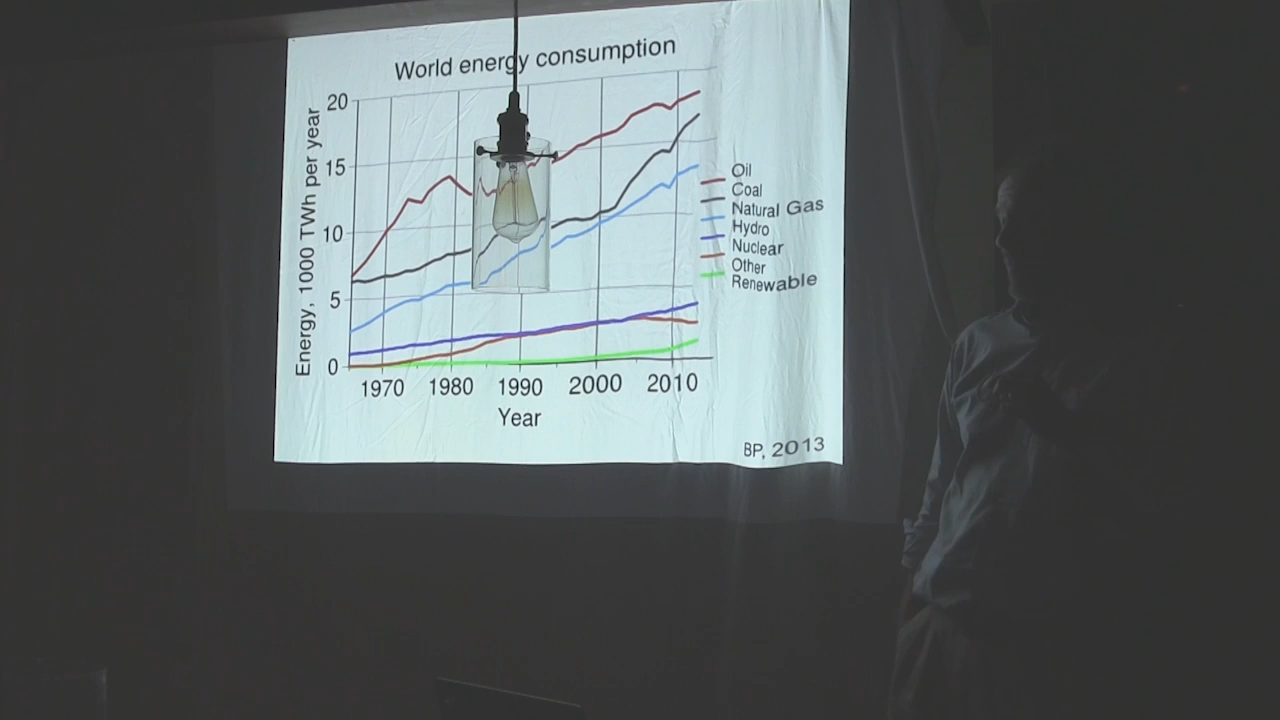 World energy consumption
Energy, 1000 TWh per year
20
15
10
5
0
1970 1980 1990 2000 2010
Year
Oil
Coal
Natural Gas
Hydro
Nuclear
Other
Renewable
BP, 2013